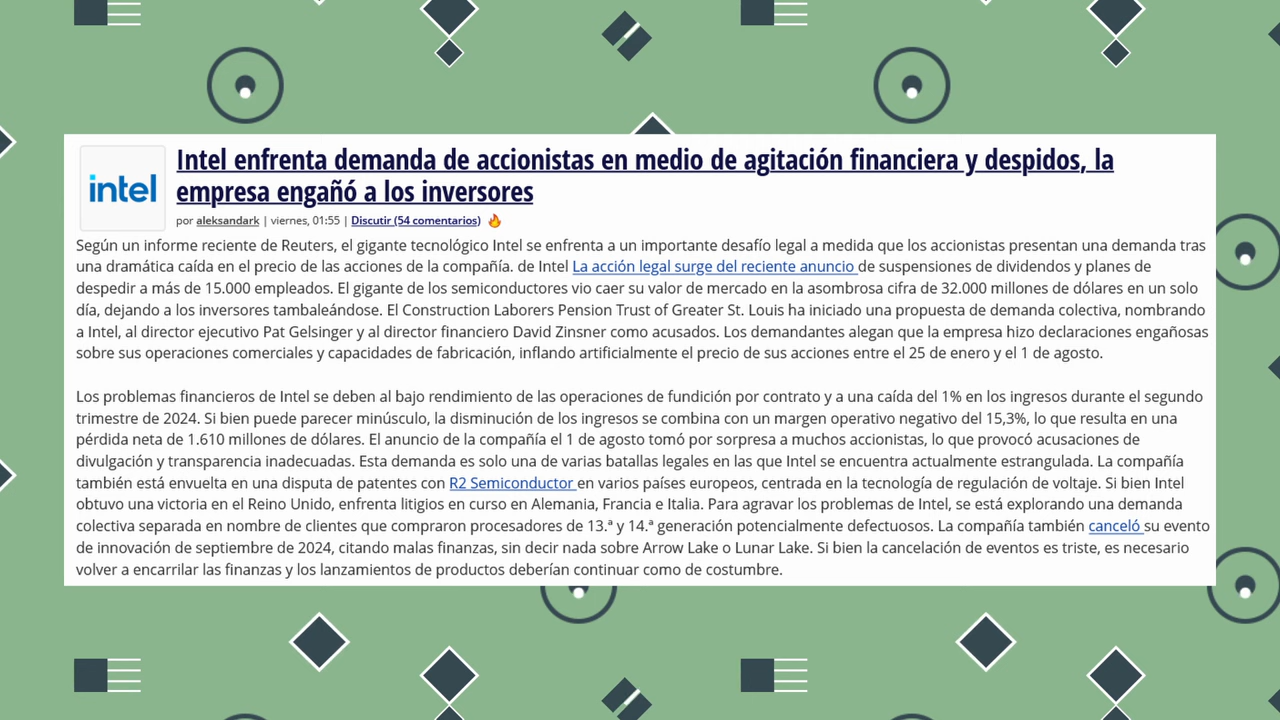 intel
Intel enfrenta demanda de accionistas en medio de agitación financiera y despidos, la
empresa engañó a los inversores
por aleksandark | viernes, 01:55 | Discutir (54 comentarios)
Según un informe reciente de Reuters, el gigante tecnológico Intel se enfrenta a un importante desafío legal a medida que los accionistas presentan una demanda tras
una dramática caída en el precio de las acciones de la compañía. de Intel La acción legal surge del reciente anuncio de suspensiones de dividendos y planes de
despedir a más de 15.000 empleados. El gigante de los semiconductores vio caer su valor de mercado en la asombrosa cifra de 32.000 millones de dólares en un solo
día, dejando a los inversores tambaleándose. El Construction Laborers Pension Trust of Greater St. Louis ha iniciado una propuesta de demanda colectiva, nombrando
a Intel, al director ejecutivo Pat Gelsinger y al director financiero David Zinsner como acusados. Los demandantes alegan que la empresa hizo declaraciones engañosas
sobre sus operaciones comerciales y capacidades de fabricación, inflando artificialmente el precio de sus acciones entre el 25 de enero y el 1 de agosto.
Los problemas financieros de Intel se deben al bajo rendimiento de las operaciones de fundición por contrato y a una caída del 1% en los ingresos durante el segundo
trimestre de 2024. Si bien puede parecer minúsculo, la disminución de los ingresos se combina con un margen operativo negativo del 15,3%, lo que resulta en una
pérdida neta de 1.610 millones de dólares. El anuncio de la compañía el 1 de agosto tomó por sorpresa a muchos accionistas, lo que provocó acusaciones de
divulgación y transparencia inadecuadas. Esta demanda es solo una de varias batallas legales en las que Intel se encuentra actualmente estrangulada. La compañía
también está envuelta en una disputa de patentes con R2 Semiconductor en varios países europeos, centrada en la tecnología de regulación de voltaje. Si bien Intel
obtuvo una victoria en el Reino Unido, enfrenta litigios en curso en Alemania, Francia e Italia. Para agravar los problemas de Intel, se está explorando una demanda
colectiva separada en nombre de clientes que compraron procesadores de 13.ª y 14.ª generación potencialmente defectuosos. La compañía también canceló su evento
de innovación de septiembre de 2024, citando malas finanzas, sin decir nada sobre Arrow Lake o Lunar Lake. Si bien la cancelación de eventos es triste, es necesario
volver a encarrilar las finanzas y los lanzamientos de productos deberían continuar como de costumbre.